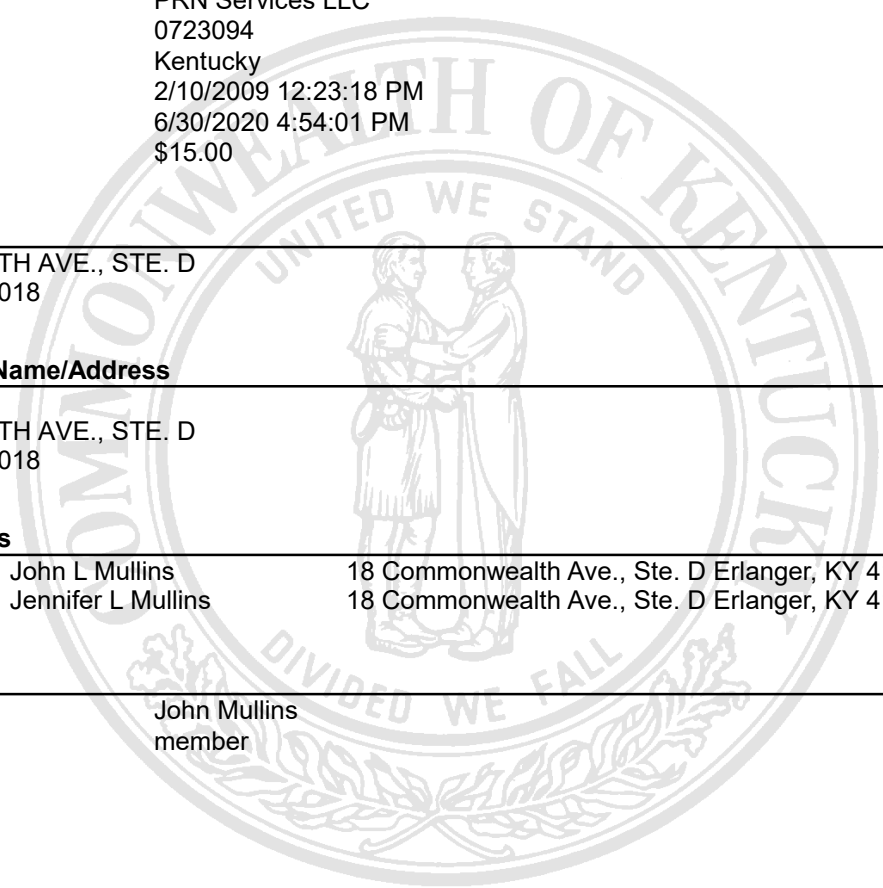 PRN Services LLC
0723094
Kentucky
2/10/2009 12:23:18 PM
6/30/2020 4:54:01 PM
$15.00
COMMONWEALTH OF KENTUCKY
UNITED WE STAND
TH AVE., STE. D
018
Name/Address
TH AVE., STE. D
018
s
John L Mullins 18 Commonwealth Ave., Ste. D Erlanger, KY 4
Jennifer L Mullins 18 Commonwealth Ave., Ste. D Erlanger, KY 4
DIVIDED WE FALL
John Mullins
member